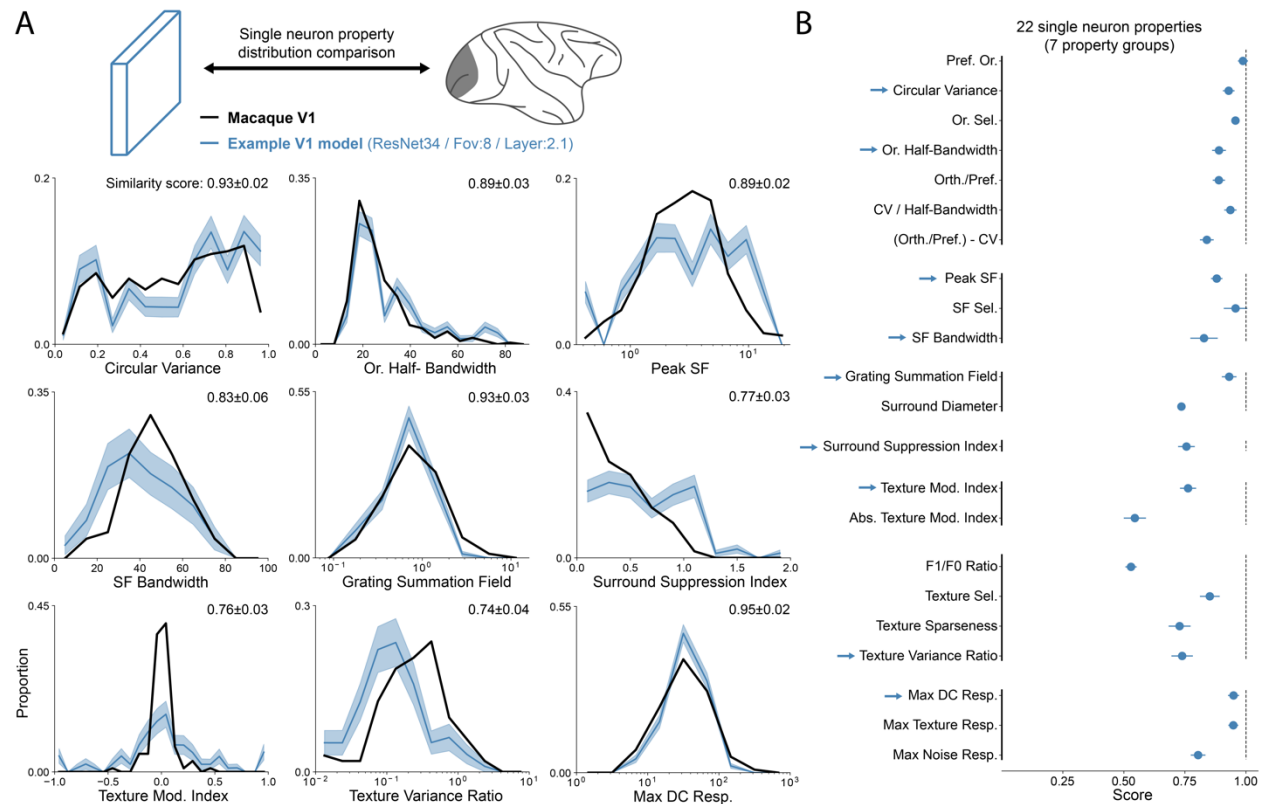 A
Single neuron property
distribution comparison
Macaque V1
Example V1 model (ResNet34 / Fov:8 / Layer:2.1)
0.2
Similarity score: 0.93±0.02
0.0
0.0 0.2 0.4 0.6 0.8 1.0
Circular Variance
0.35
0.89±0.03
0.0
0 20 40 60 80
Or. Half- Bandwidth
0.2
0.89±0.02
0.0
10⁰ 10¹
Peak SF
0.35
0.83±0.06
0.00
0 20 40 60 80 100
SF Bandwidth
0.55
0.93±0.03
0.00
10⁻¹ 10⁰ 10¹
Grating Summation Field
0.4
0.77±0.03
0.0
0.0 0.5 1.0 1.5 2.0
Surround Suppression Index
0.45
0.76±0.03
Proportion
0.00
−1.0 −0.5 0.0 0.5 1.0
Texture Mod. Index
0.3
0.74±0.04
0.0
10⁻² 10⁻¹ 10⁰ 10¹
Texture Variance Ratio
0.55
0.95±0.02
0.00
10⁰ 10¹ 10² 10³
Max DC Resp.
B
22 single neuron properties
(7 property groups)
Pref. Or.
Circular Variance
Or. Sel.
Or. Half-Bandwidth
Orth./Pref.
CV / Half-Bandwidth
(Orth./Pref.) - CV
Peak SF
SF Sel.
SF Bandwidth
Grating Summation Field
Surround Diameter
Surround Suppression Index
Texture Mod. Index
Abs. Texture Mod. Index
F1/F0 Ratio
Texture Sel.
Texture Sparseness
Texture Variance Ratio
Max DC Resp.
Max Texture Resp.
Max Noise Resp.
0.25 0.50 0.75 1.0
Score